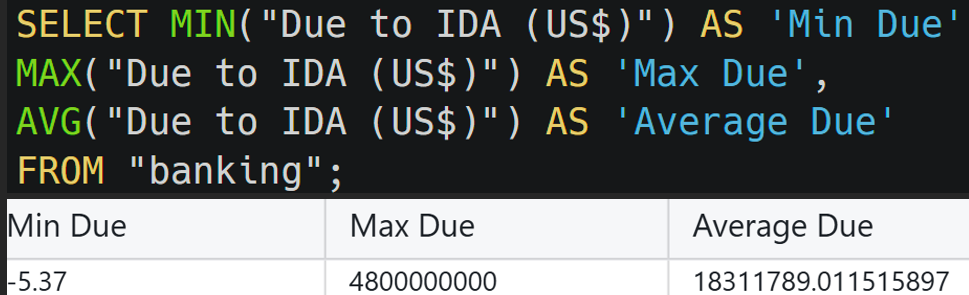 SELECT MIN("Due to IDA (US$)") AS 'Min Due'
MAX("Due to IDA (US$)") AS 'Max Due',
AVG("Due to IDA (US$)") AS 'Average Due'
FROM "banking";
Min Due Max Due Average Due
-5.37 4800000000 18311789.011515897